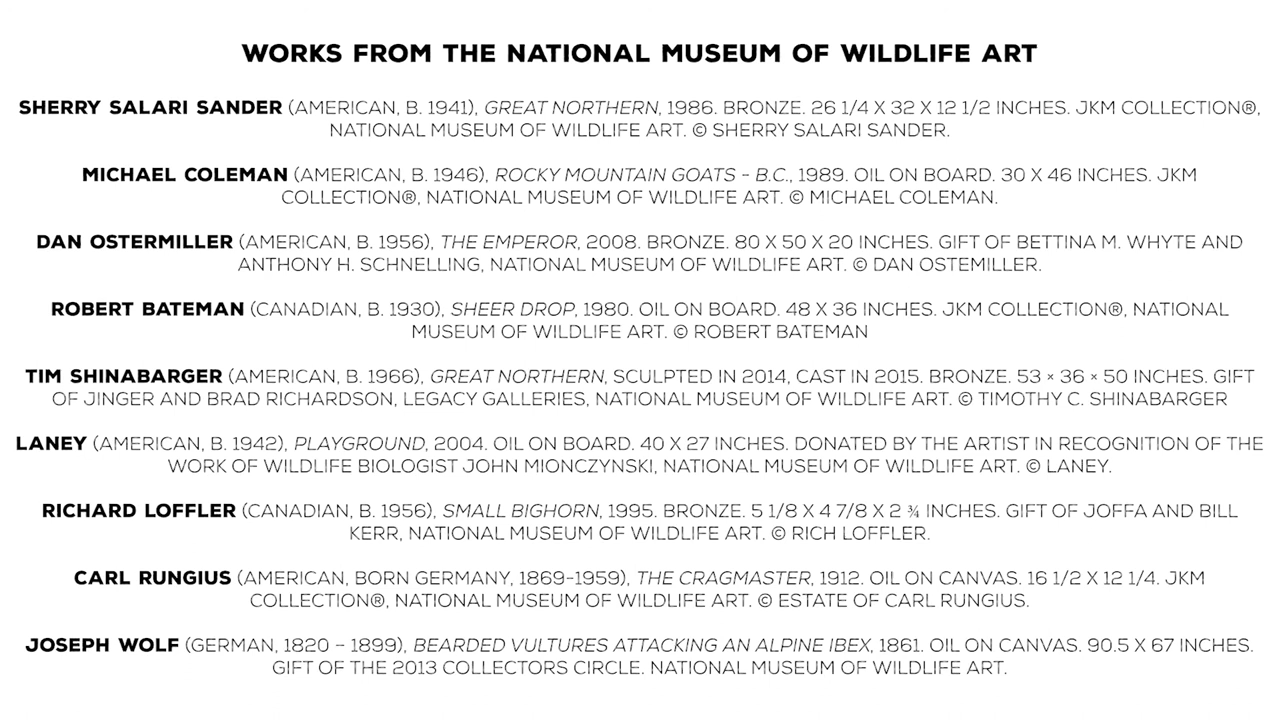 WORKS FROM THE NATIONAL MUSEUM OF WILDLIFE ART
SHERRY SALARI SANDER (AMERICAN, B. 1941), GREAT NORTHERN, 1986. BRONZE. 26 1/4 X 32 X 12 1/2 INCHES. JKM COLLECTION®,
NATIONAL MUSEUM OF WILDLIFE ART. © SHERRY SALARI SANDER.
MICHAEL COLEMAN (AMERICAN, B. 1946), ROCKY MOUNTAIN GOATS - B.C., 1989. OIL ON BOARD. 30 X 46 INCHES. JKM
COLLECTION®, NATIONAL MUSEUM OF WILDLIFE ART. © MICHAEL COLEMAN.
DAN OSTERMILLER (AMERICAN, B. 1956), THE EMPEROR, 2008. BRONZE. 80 X 50 X 20 INCHES. GIFT OF BETTINA M. WHYTE AND
ANTHONY H. SCHNELLING, NATIONAL MUSEUM OF WILDLIFE ART. © DAN OSTEMILLER.
ROBERT BATEMAN (CANADIAN, B. 1930), SHEER DROP, 1980. OIL ON BOARD. 48 X 36 INCHES. JKM COLLECTION®, NATIONAL
MUSEUM OF WILDLIFE ART. © ROBERT BATEMAN
TIM SHINABARGER (AMERICAN, B. 1966), GREAT NORTHERN, SCULPTED IN 2014, CAST IN 2015. BRONZE. 53 × 36 × 50 INCHES. GIFT
OF JINGER AND BRAD RICHARDSON, LEGACY GALLERIES, NATIONAL MUSEUM OF WILDLIFE ART. © TIMOTHY C. SHINABARGER
LANEY (AMERICAN, B. 1942), PLAYGROUND, 2004. OIL ON BOARD. 40 X 27 INCHES. DONATED BY THE ARTIST IN RECOGNITION OF THE
WORK OF WILDLIFE BIOLOGIST JOHN MIONCZYNSKI, NATIONAL MUSEUM OF WILDLIFE ART. © LANEY.
RICHARD LOFFLER (CANADIAN, B. 1956), SMALL BIGHORN, 1995. BRONZE. 5 1/8 X 4 7/8 X 2 ¾ INCHES. GIFT OF JOFFA AND BILL
KERR, NATIONAL MUSEUM OF WILDLIFE ART. © RICH LOFFLER.
CARL RUNGIUS (AMERICAN, BORN GERMANY, 1869-1959), THE CRAGMASTER, 1912. OIL ON CANVAS. 16 1/2 X 12 1/4. JKM
COLLECTION®, NATIONAL MUSEUM OF WILDLIFE ART. © ESTATE OF CARL RUNGIUS.
JOSEPH WOLF (GERMAN, 1820 – 1899), BEARDED VULTURES ATTACKING AN ALPINE IBEX, 1861. OIL ON CANVAS. 90.5 X 67 INCHES.
GIFT OF THE 2013 COLLECTORS CIRCLE. NATIONAL MUSEUM OF WILDLIFE ART.